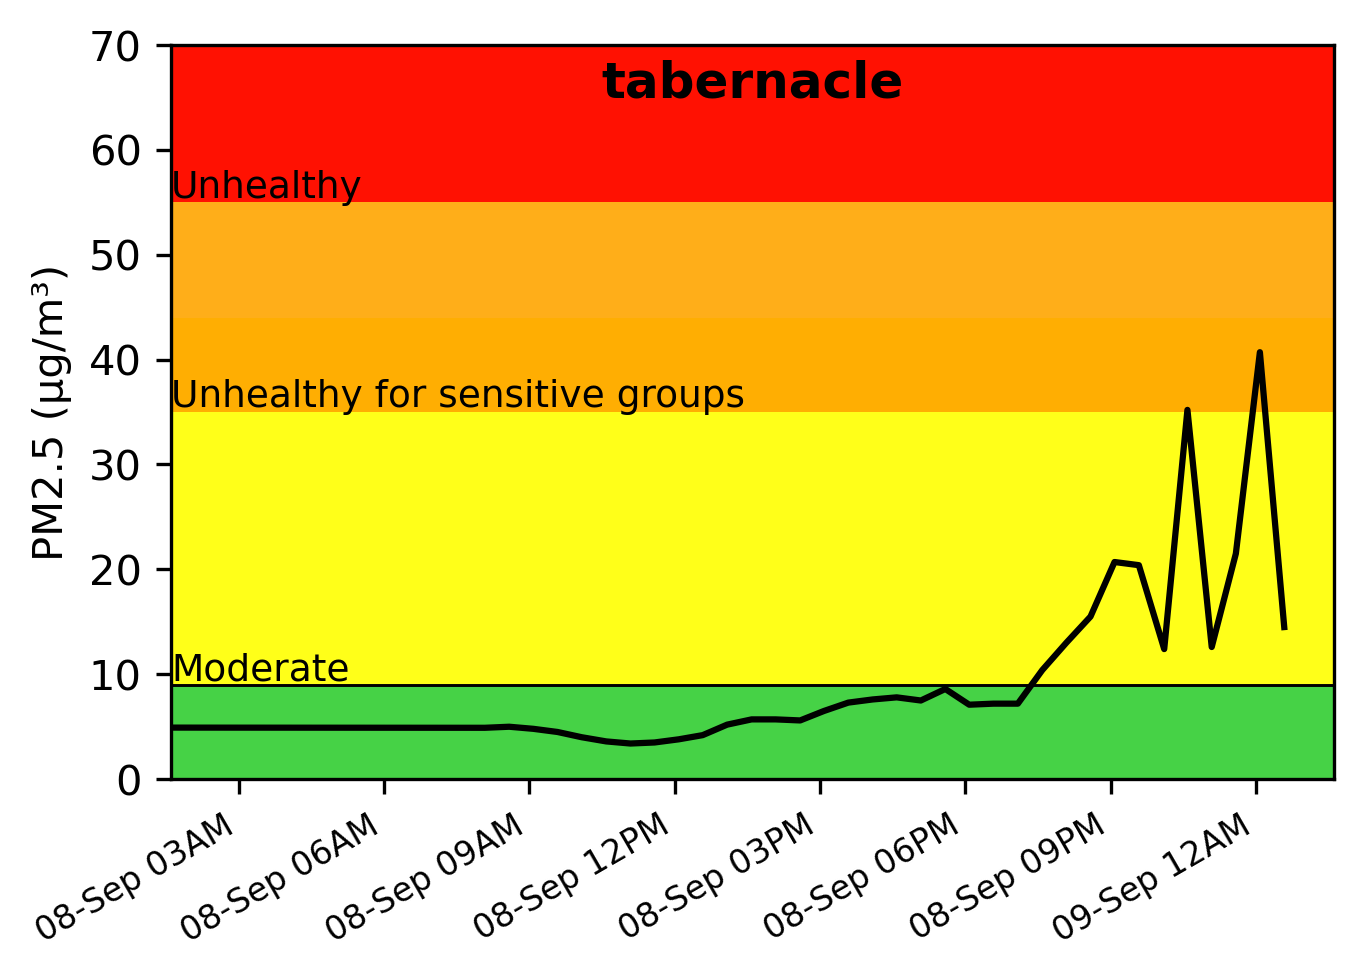 tabernacle
70
60
50
40
30
20
10
0
PM2.5 (µg/m³)
Unhealthy
Unhealthy for sensitive groups
Moderate
08-Sep 03AM
08-Sep 06AM
08-Sep 09AM
08-Sep 12PM
08-Sep 03PM
08-Sep 06PM
08-Sep 09PM
09-Sep 12AM